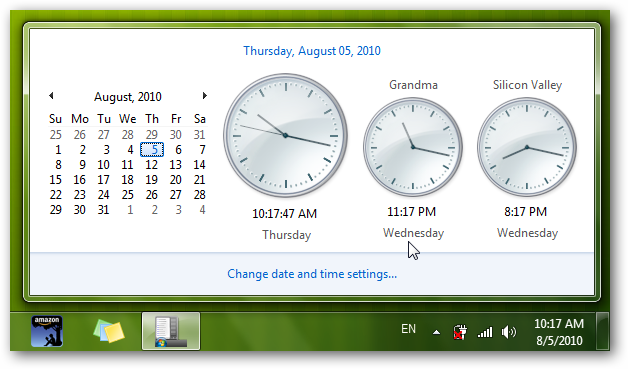 Thursday, August 05, 2010
August, 2010
Su Mo Tu We Th Fr Sa
25 26 27 28 29 30 31
1 2 3 4 5 6 7
8 9 10 11 12 13 14
15 16 17 18 19 20 21
22 23 24 25 26 27 28
29 30 31 1 2 3 4
10:17:47 AM
Thursday
Grandma
11:17 PM
Wednesday
Silicon Valley
8:17 PM
Wednesday
Change date and time settings...
amazon
EN
10:17 AM
8/5/2010